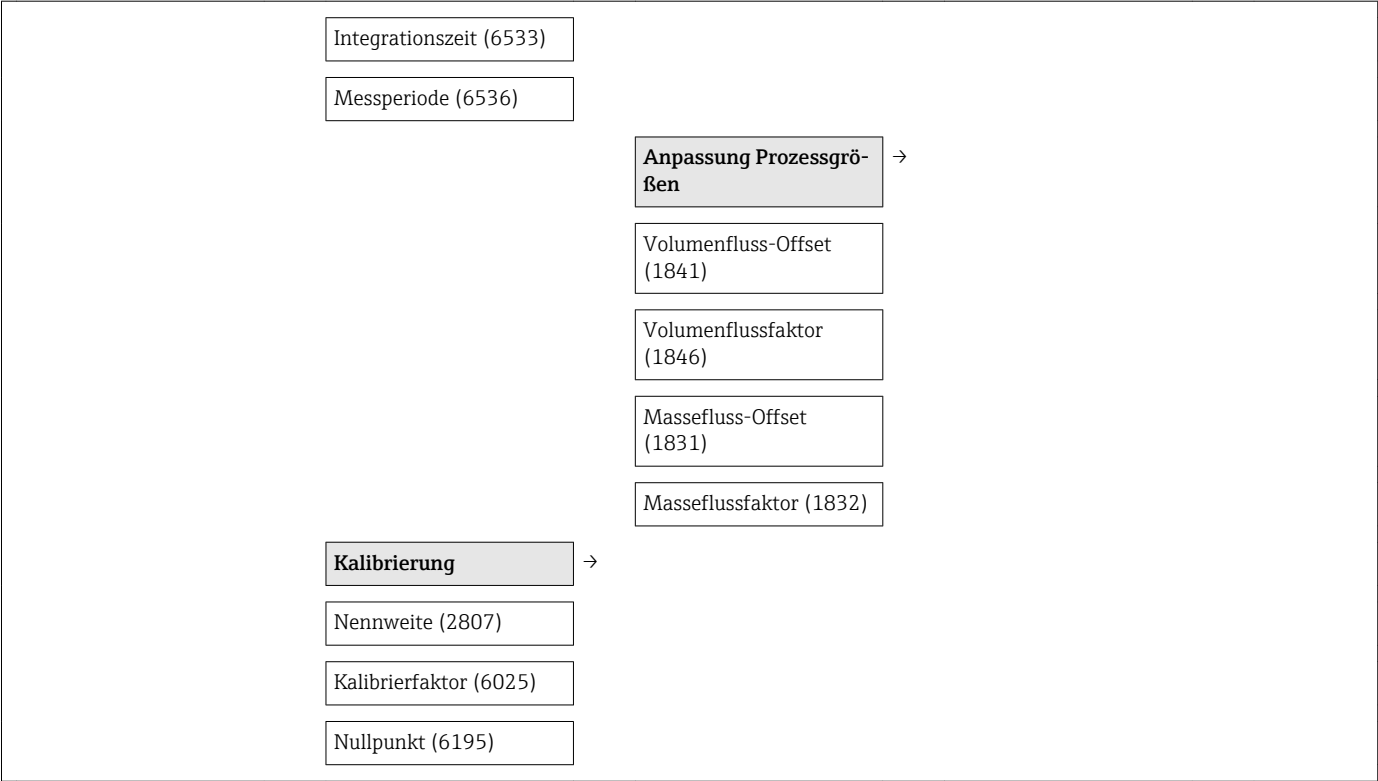 Integrationszeit (6533)
Messperiode (6536)
Anpassung Prozessgrö- →
ßen
Volumenfluss-Offset
(1841)
Volumenflussfaktor
(1846)
Massefluss-Offset
(1831)
Masseflussfaktor (1832)
Kalibrierung →
Nennweite (2807)
Kalibrierfaktor (6025)
Nullpunkt (6195)